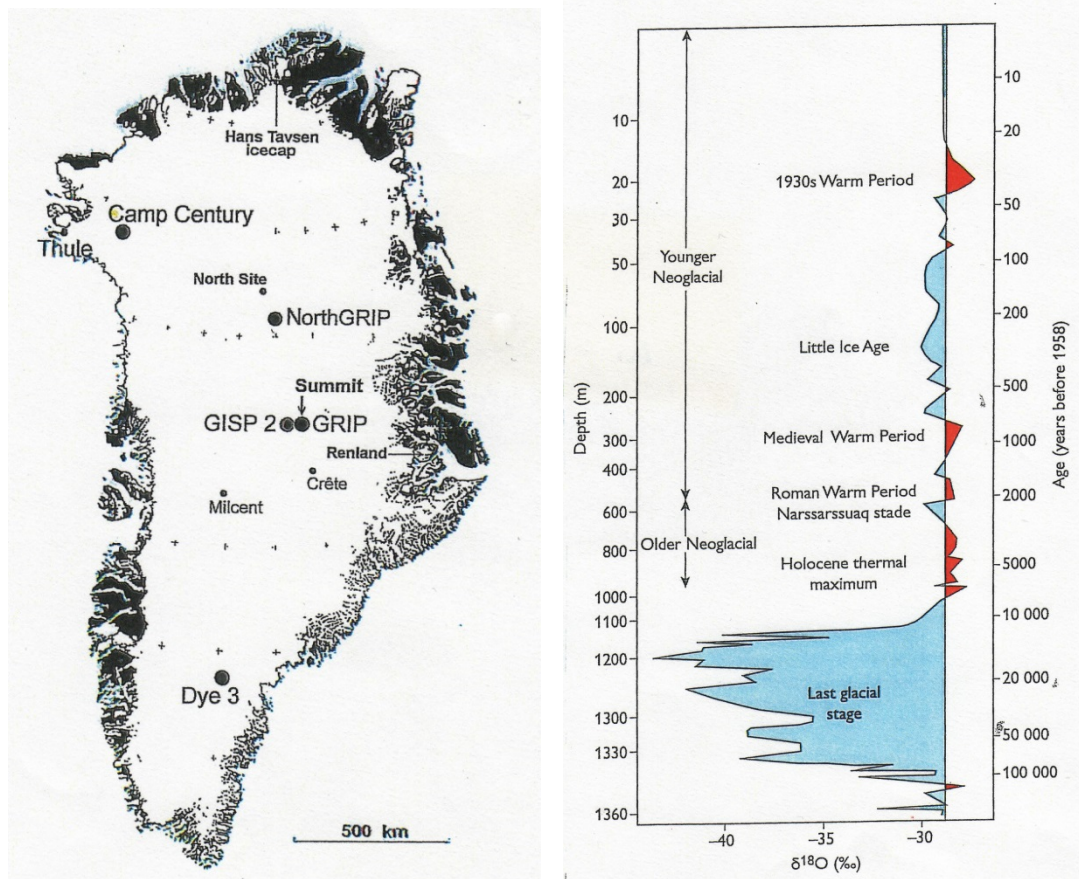 Hans Tavsen
icecap
Camp Century
Thule
North Site
NorthGRIP
Summit
GISP 2
GRIP
Renland
Crête
Milcent
Dye 3
500 km
Depth (m)
10
20
30
50
100
200
300
400
600
800
1000
1100
1200
1300
1330
1360
Younger
Neoglacial
Older Neoglacial
1930s Warm Period
Little Ice Age
Medieval Warm Period
Roman Warm Period
Narssarssuaq stade
Holocene thermal
maximum
Last glacial
stage
10
20
50
100
200
500
1000
2000
5000
10 000
20 000
50 000
100 000
Age (years before 1958)
−40
−35
−30
δ18O (‰)